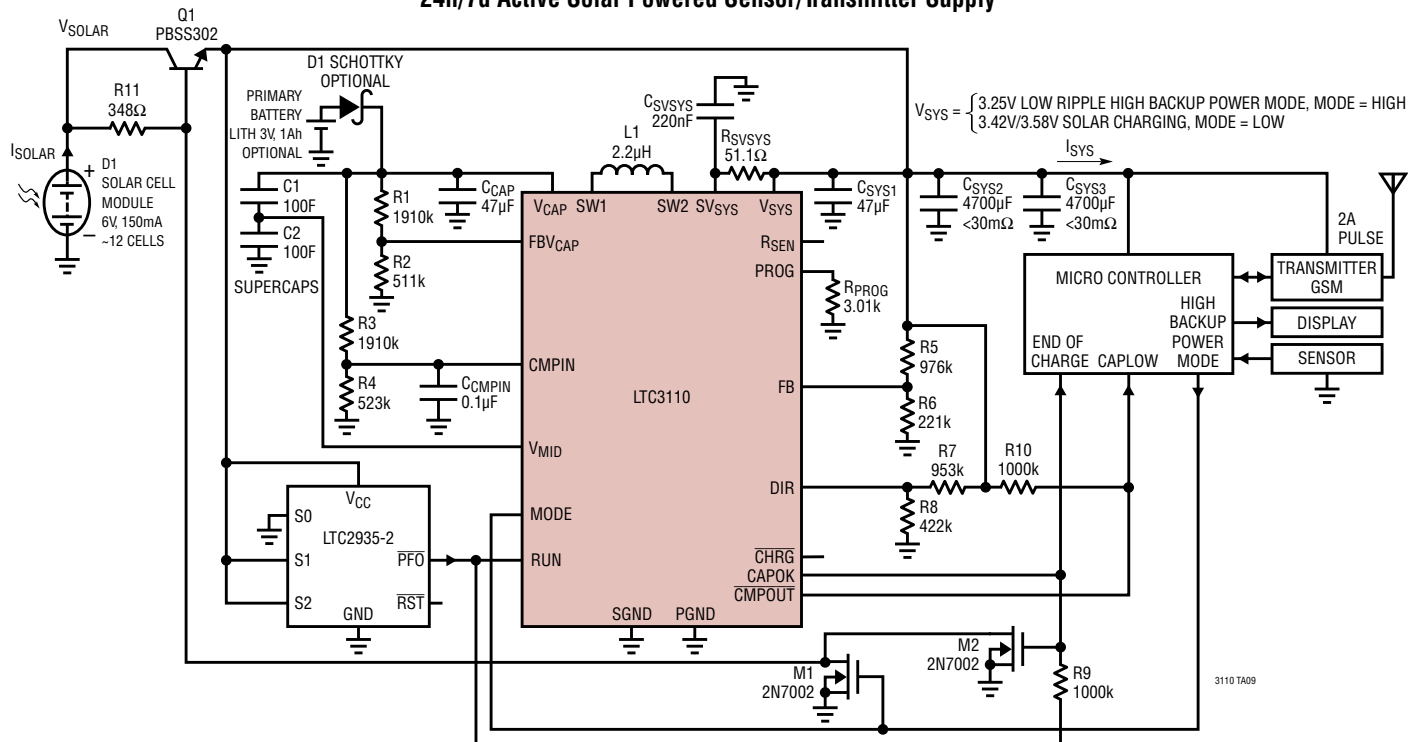 24h/7d Active Solar Powered Sensor/Transmitter Supply
VSOLAR
Q1
PBSS302
R11
348Ω
ISOLAR
+
D1
SOLAR CELL
MODULE
6V, 150mA
~12 CELLS
–
D1 SCHOTTKY
OPTIONAL
PRIMARY
BATTERY
LITH 3V, 1Ah
OPTIONAL
C1
100F
C2
100F
SUPERCAPS
R1
1910k
R2
511k
CCAP
47µF
R3
1910k
R4
523k
CCMPIN
0.1µF
L1
2.2µH
CSVSYS
220nF
RSVSYS
51.1Ω
VSYS = { 3.25V LOW RIPPLE HIGH BACKUP POWER MODE, MODE = HIGH
3.42V/3.58V SOLAR CHARGING, MODE = LOW
ISYS
CSYS1
47µF
CSYS2
4700µF
<30mΩ
CSYS3
4700µF
<30mΩ
2A
PULSE
VCAP SW1 SW2 SVSYS VSYS
FBVCAP
RSEN
PROG
RPROG
3.01k
CMPIN
LTC3110
FB
VMID
DIR
MODE
RUN
CHRG
CAPOK
CMPOUT
SGND PGND
R5
976k
R6
221k
R7
953k
R10
1000k
R8
422k
MICRO CONTROLLER
HIGH
BACKUP
POWER
MODE
END OF
CHARGE CAPLOW
TRANSMITTER
GSM
DISPLAY
SENSOR
VCC
S0
LTC2935-2
S1
PFO
S2
RST
GND
M1
2N7002
M2
2N7002
R9
1000k
3110 TA09